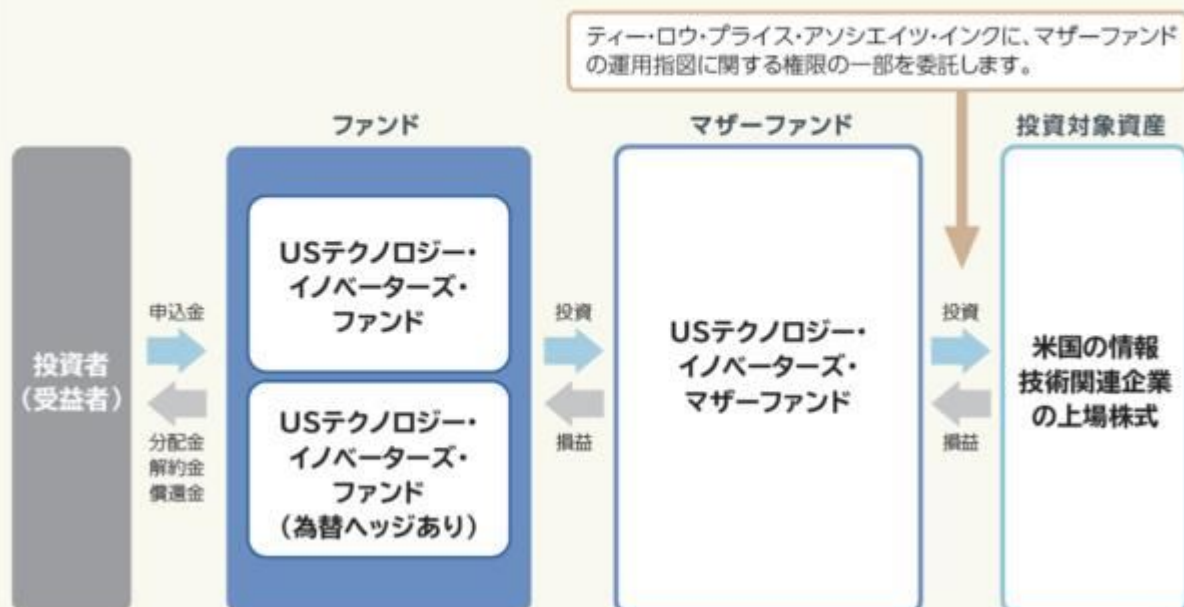 ティー・ロウ・プライス・アソシエイツ・インクに、マザーファンド
の運用指図に関する権限の一部を委託します。
ファンド
マザーファンド
投資対象資産
投資者
(受益者)
申込金
分配金
解約金
償還金
USテクノロジー・
イノベーターズ・
ファンド
USテクノロジー・
イノベーターズ・
ファンド
(為替ヘッジあり)
投資
損益
USテクノロジー・
イノベーターズ・
マザーファンド
投資
損益
米国の情報
技術関連企業
の上場株式